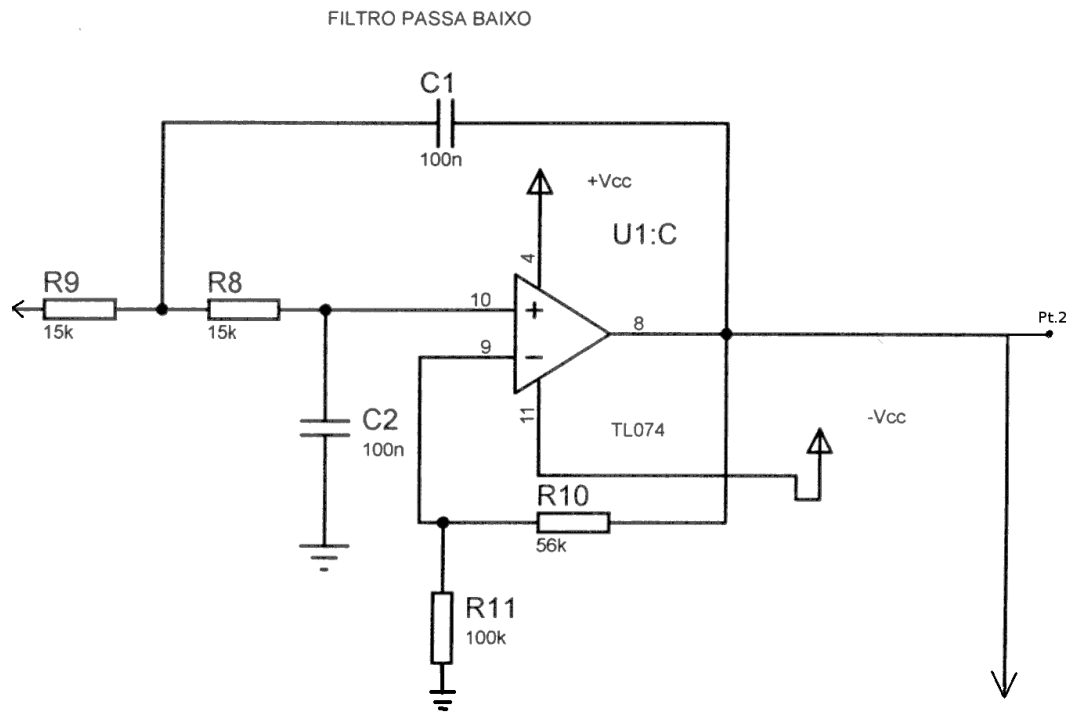 FILTRO PASSA BAIXO
C1
100n
+Vcc
U1:C
4
R9
15k
R8
15k
10
+
9
−
8
Pt.2
11
C2
100n
TL074
-Vcc
R10
56k
R11
100k